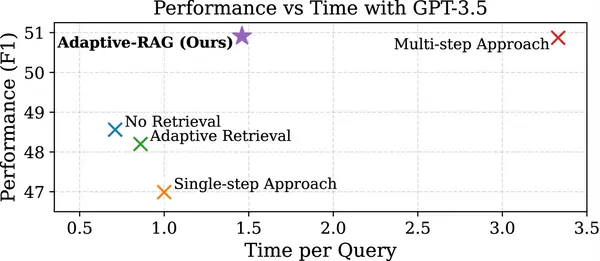 Performance vs Time with GPT-3.5
Performance (F1)
51
50
49
48
47
Adaptive-RAG (Ours)
Multi-step Approach
No Retrieval
Adaptive Retrieval
Single-step Approach
0.5 1.0 1.5 2.0 2.5 3.0 3.5
Time per Query